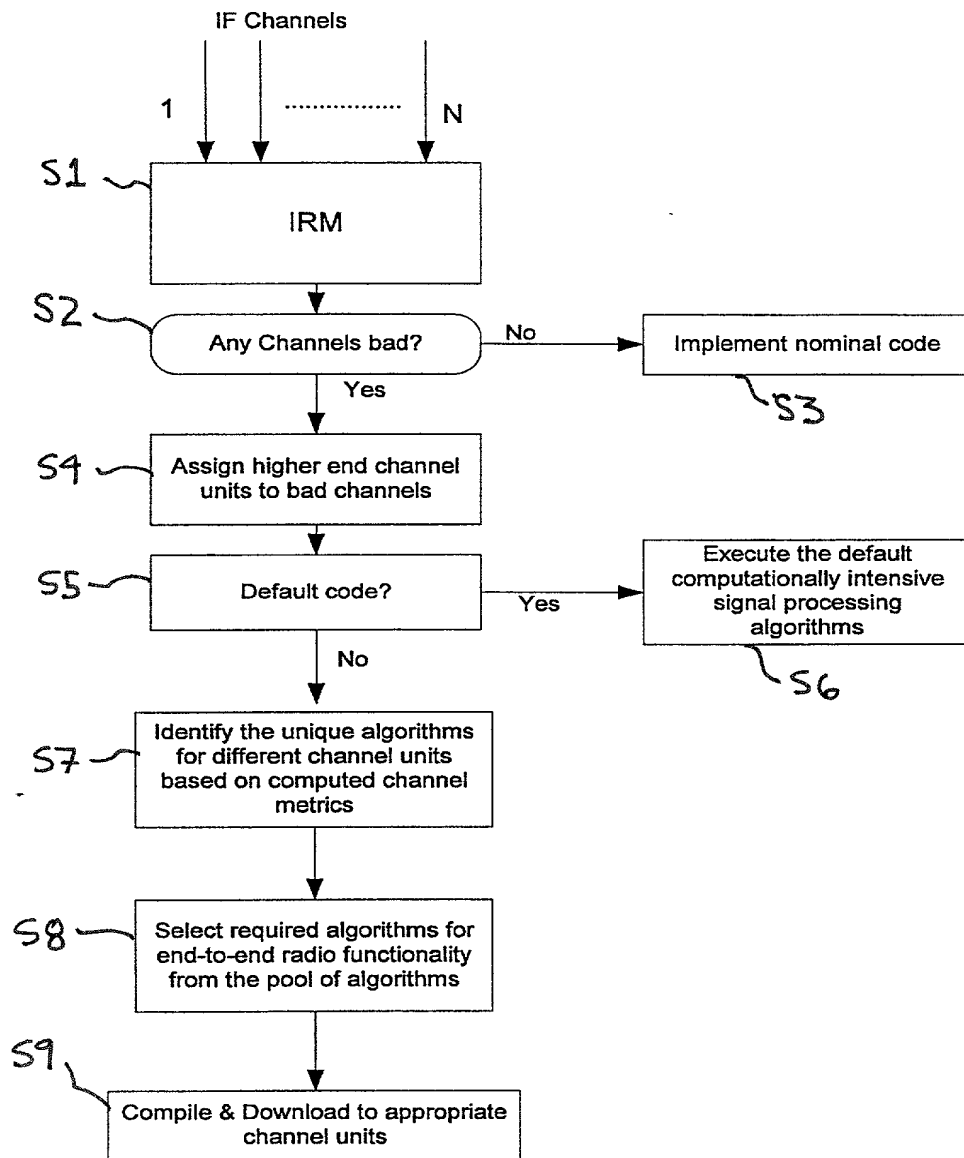 IF Channels
1
N
S1
IRM
S2
Any Channels bad?
No
Implement nominal code
S3
Yes
S4
Assign higher end channel
units to bad channels
S5
Default code?
Yes
Execute the default
computationally intensive
signal processing
algorithms
S6
No
S7
Identify the unique algorithms
for different channel units
based on computed channel
metrics
S8
Select required algorithms for
end-to-end radio functionality
from the pool of algorithms
S9
Compile & Download to appropriate
channel units